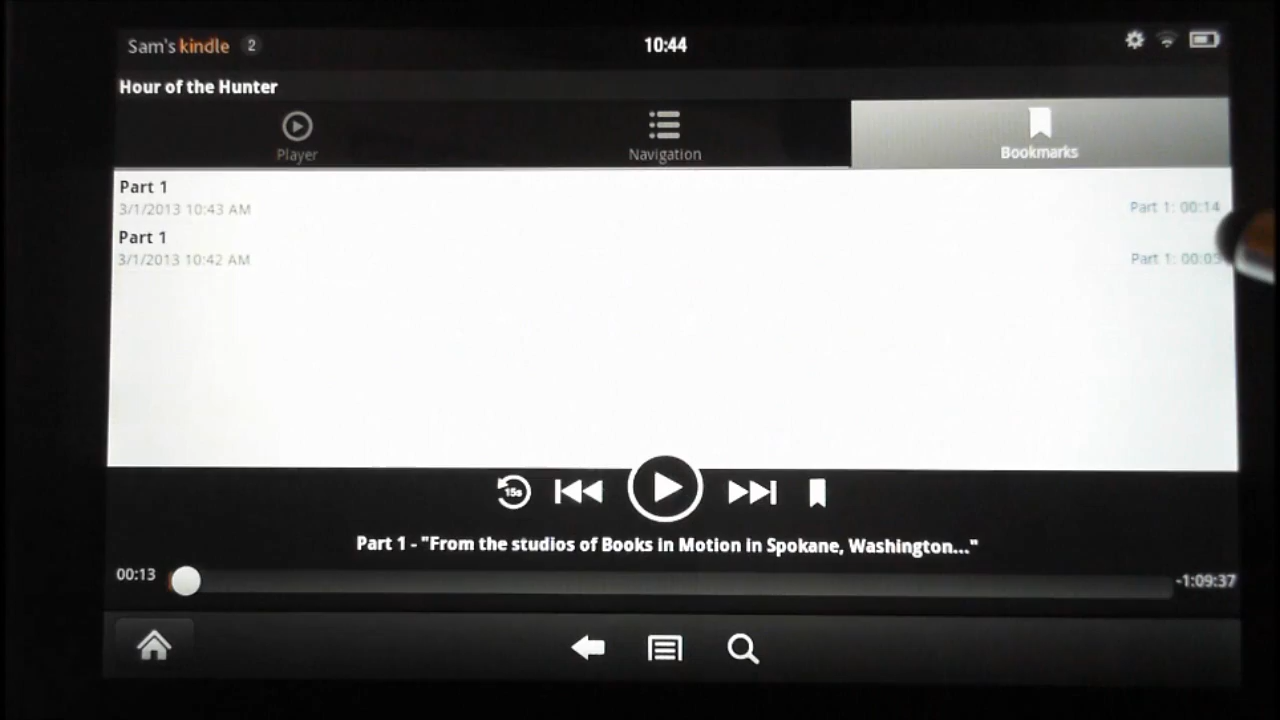 Sam's kindle 2
10:44
Hour of the Hunter
Player
Navigation
Bookmarks
Part 1
3/1/2013 10:43 AM
Part 1: 00:14
Part 1
3/1/2013 10:42 AM
Part 1: 00:05
15s
Part 1 - "From the studios of Books in Motion in Spokane, Washington..."
00:13
-1:09:37